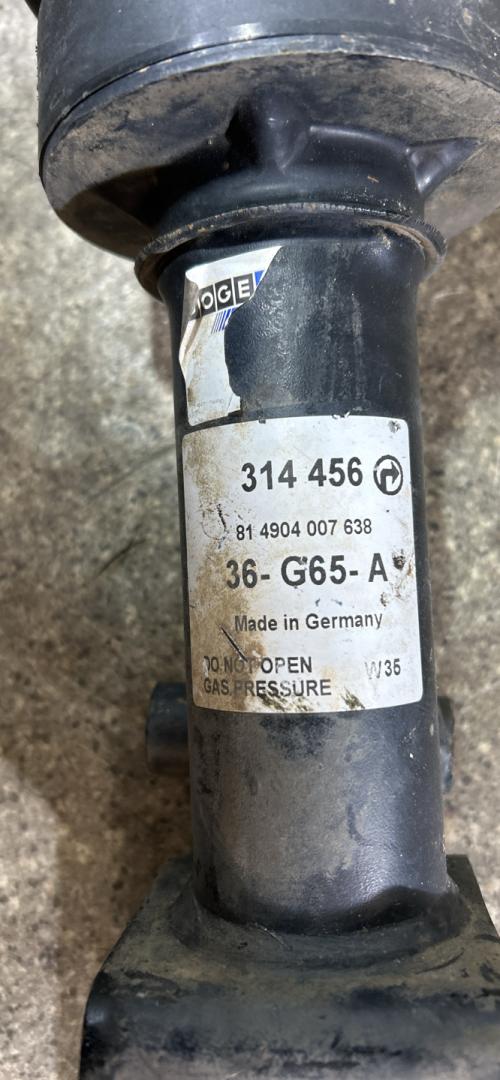 OGE
314 456
81 4904 007 638
36- G65- A
Made in Germany
DO NOT OPEN W35
GAS PRESSURE